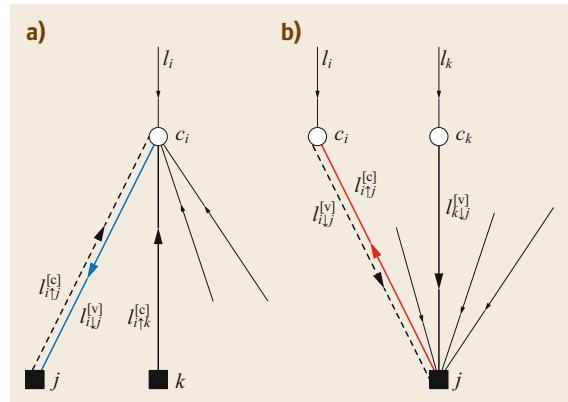 a)
b)
l_i
l_i
l_k
c_i
c_i
c_k
l_{i↑j}^{[c]}
l_{i↓j}^{[v]}
l_{i↑k}^{[c]}
l_{i↑j}^{[c]}
l_{i↓j}^{[v]}
l_{k↓j}^{[v]}
j
k
j